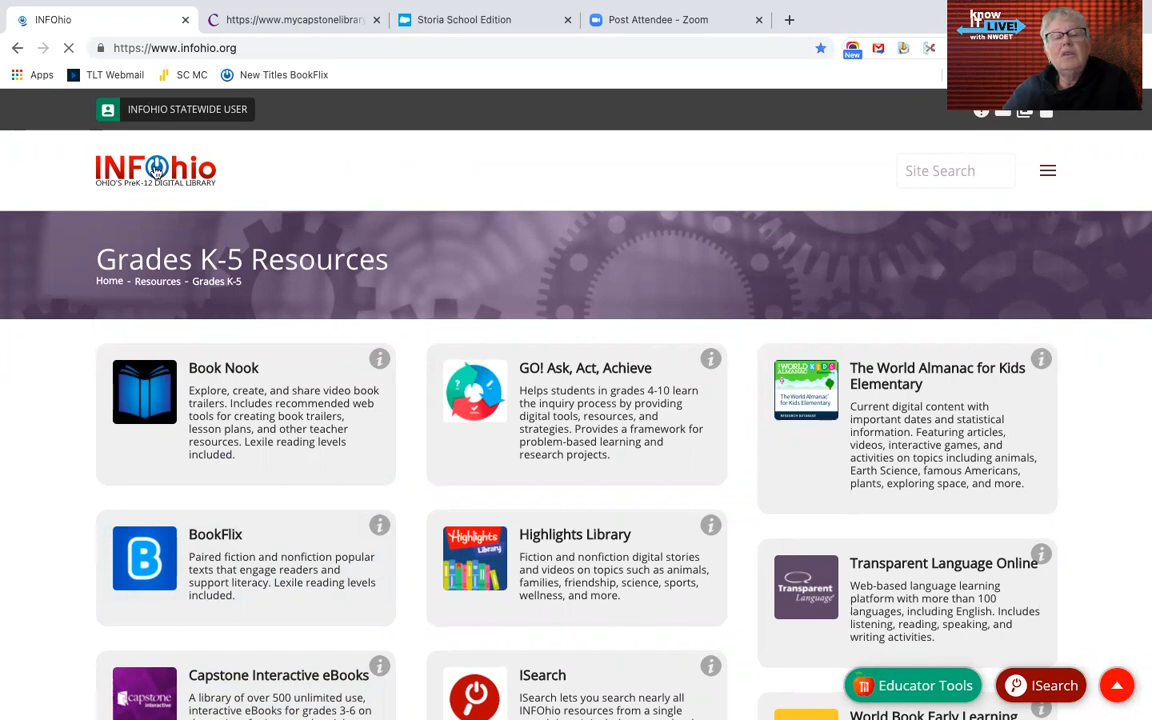 INFOhio
https://www.mycapstonelibrary
Storia School Edition
Post Attendee - Zoom
https://www.infohio.org
New
Apps
TLT Webmail
SC MC
New Titles BookFlix
know
iT LIVE!
with NWOET
INFOHIO STATEWIDE USER
INFOhio
OHIO'S PreK-12 DIGITAL LIBRARY
Site Search
Grades K-5 Resources
Home - Resources - Grades K-5
Book Nook
Explore, create, and share video book
trailers. Includes recommended web
tools for creating book trailers,
lesson plans, and other teacher
resources. Lexile reading levels
included.
GO! Ask, Act, Achieve
Helps students in grades 4-10 learn
the inquiry process by providing
digital tools, resources, and
strategies. Provides a framework for
problem-based learning and
research projects.
The World Almanac for Kids
Elementary
Current digital content with
important dates and statistical
information. Featuring articles,
videos, interactive games, and
activities on topics including animals,
Earth Science, famous Americans,
plants, exploring space, and more.
BookFlix
Paired fiction and nonfiction popular
texts that engage readers and
support literacy. Lexile reading levels
included.
Highlights
Library
Highlights Library
Fiction and nonfiction digital stories
and videos on topics such as animals,
families, friendship, science, sports,
wellness, and more.
Transparent
Language
Transparent Language Online
Web-based language learning
platform with more than 100
languages, including English. Includes
listening, reading, speaking, and
writing activities.
capstone
interactive
Capstone Interactive eBooks
A library of over 500 unlimited use,
interactive eBooks for grades 3-6 on
ISearch
ISearch lets you search nearly all
INFOhio resources from a single
Educator Tools
ISearch
World Book Early Learning